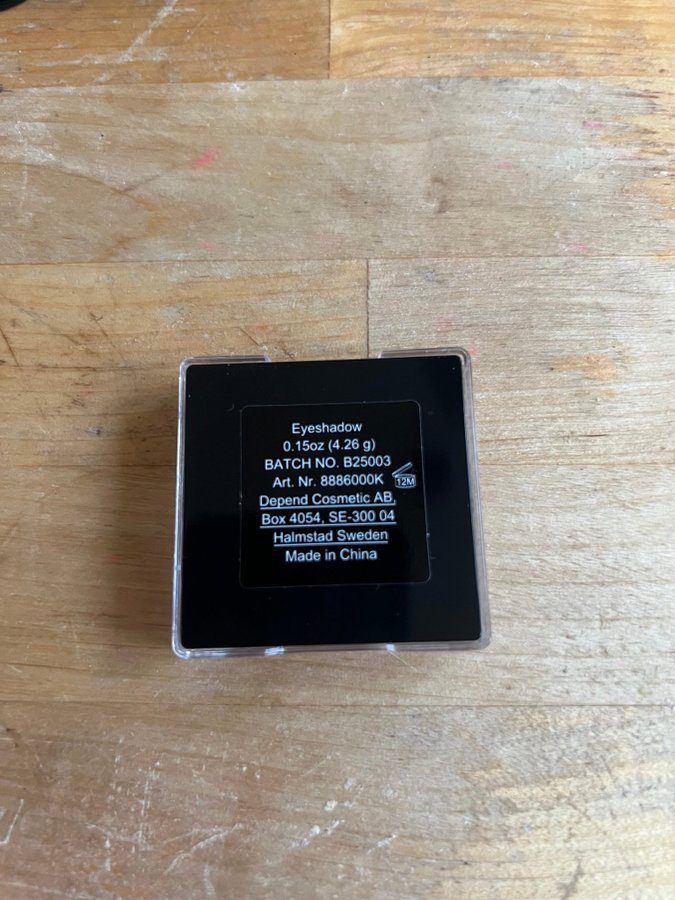 Eyeshadow
0.15oz (4.26 g)
BATCH NO. B25003
Art. Nr. 8886000K
12M
Depend Cosmetic AB,
Box 4054, SE-300 04
Halmstad Sweden
Made in China